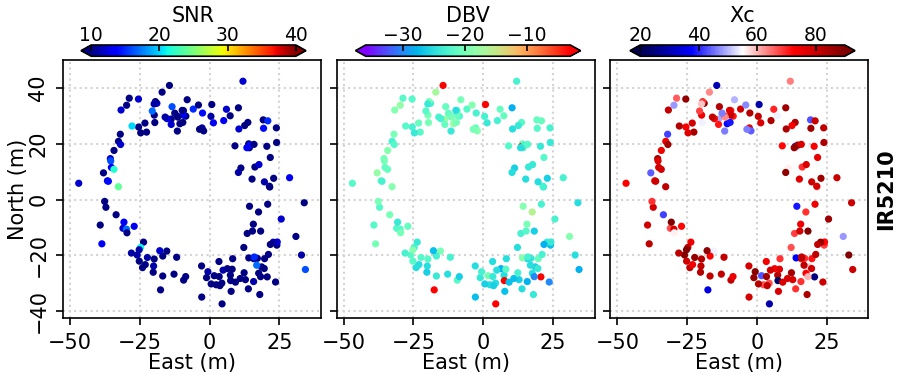 SNR DBV Xc
10 20 30 40 −30 −20 −10 20 40 60 80
40
20
0
−20
−40
North (m)
−50 −25 0 25 −50 −25 0 25 −50 −25 0 25
East (m) East (m) East (m)
IR5210